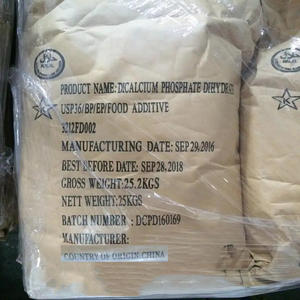 PRODUCT NAME: DICALCIUM PHOSPHATE DIHYDRATE
USP36/BP/EP/FOOD ADDITIVE
MANUFACTURING DATE: SEP 29, 2016
BEST BEFORE DATE: SEP 28, 2018
GROSS WEIGHT: 25.2KGS
NETT WEIGHT: 25KGS
BATCH NUMBER : DCPD160169
MANUFACTURER:
COUNTRY OF ORIGIN: CHINA
K